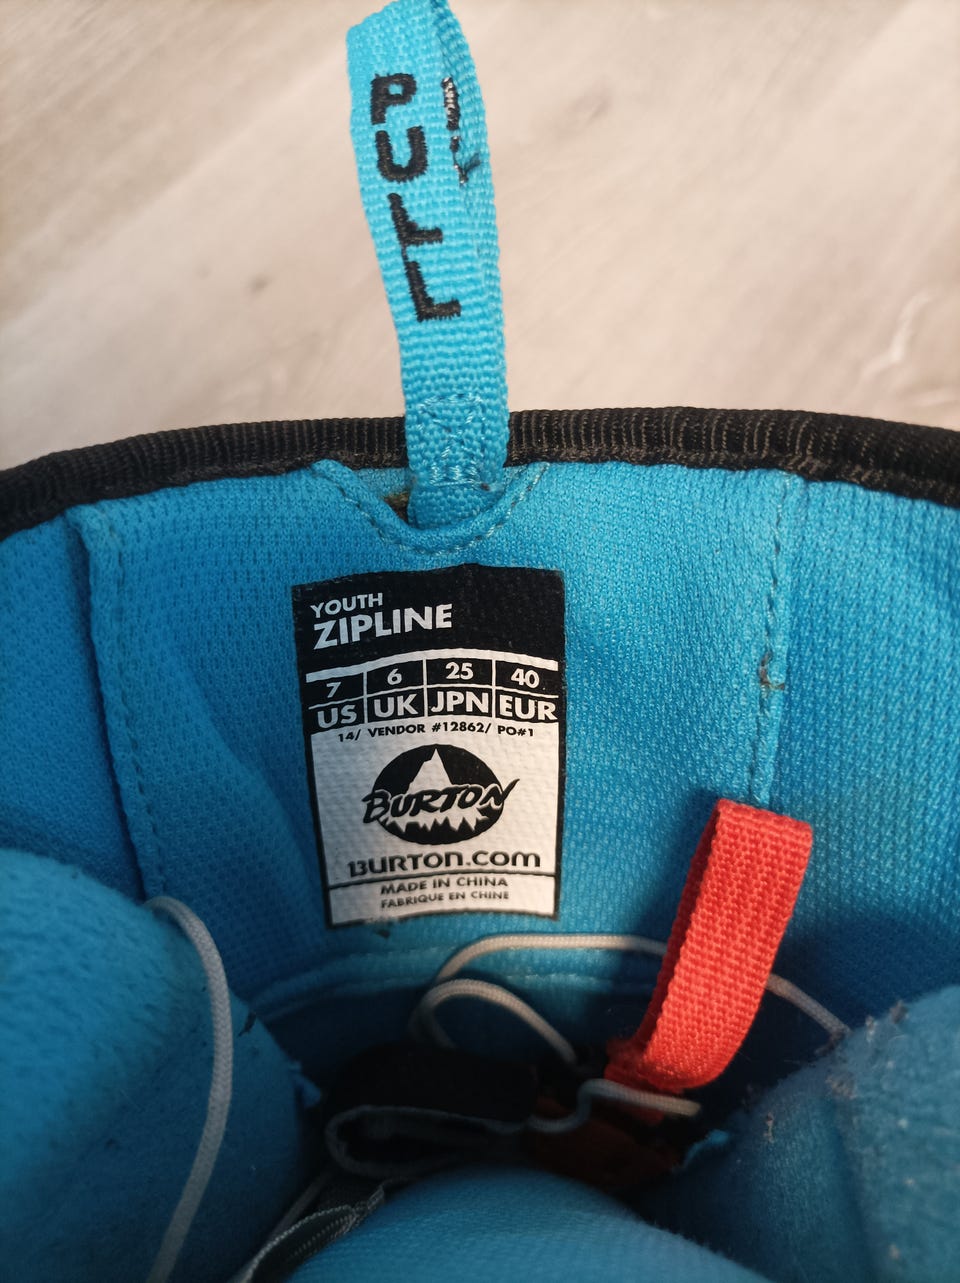 PULL
YOUTH
ZIPLINE
7 6 25 40
US UK JPN EUR
14/ VENDOR #12862/ PO#1
BURTON
BURTON.COM
MADE IN CHINA
FABRIQUE EN CHINE